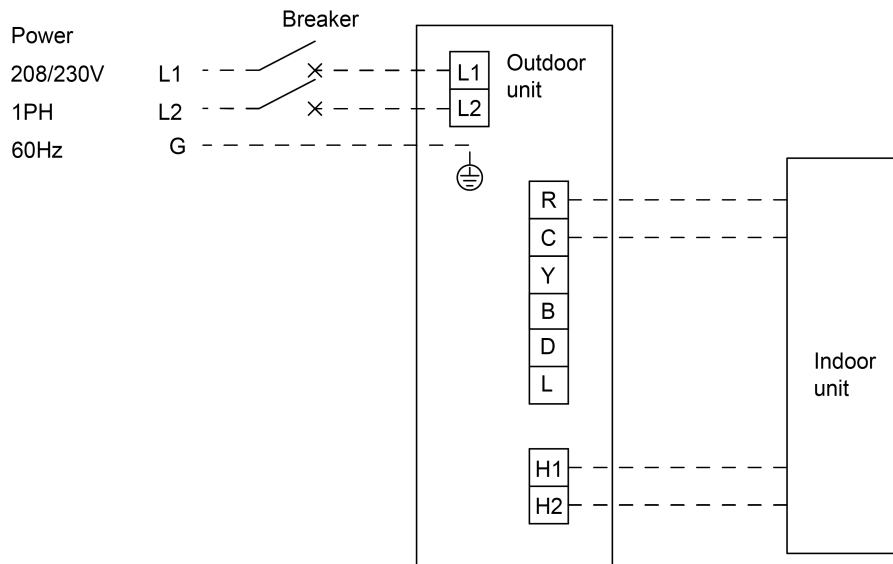 Breaker
Power
208/230V
L1
L1
Outdoor
unit
1PH
L2
L2
60Hz
G
R
C
Y
B
D
L
Indoor
unit
H1
H2